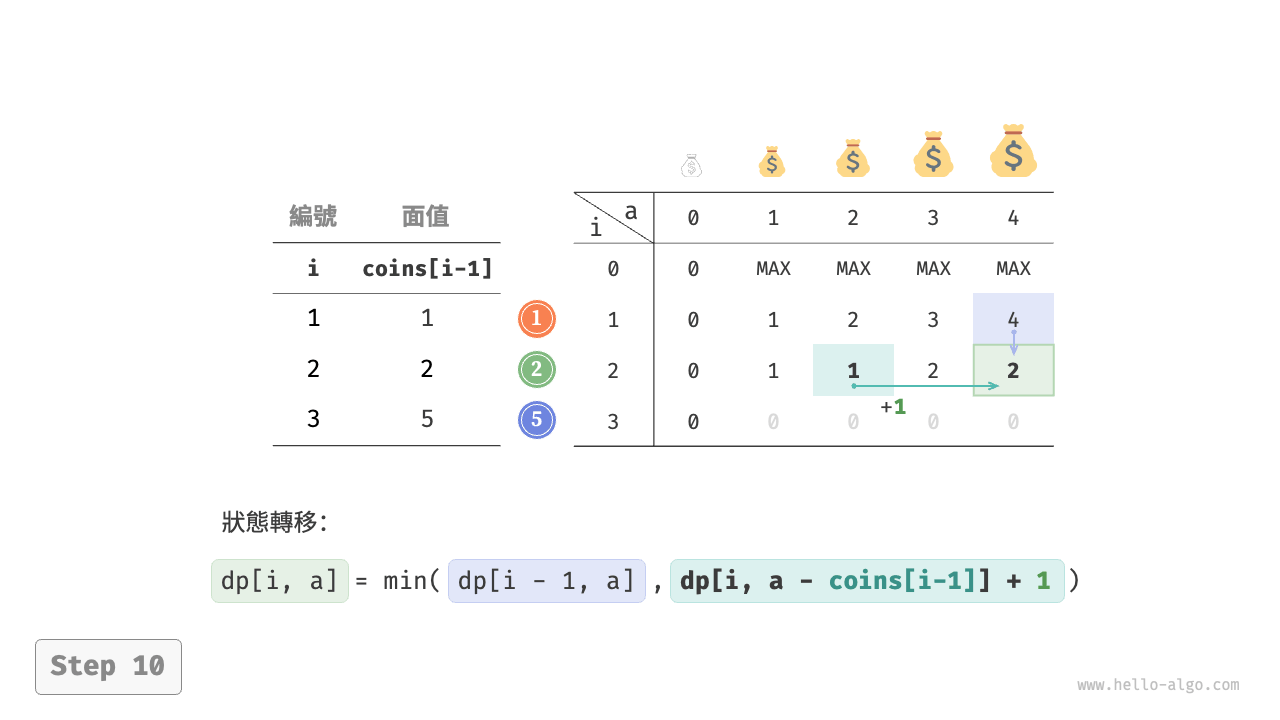 編號 面值
i coins[i-1]
1 1
2 2
3 5
1
2
5
$ $ $ $ $
i a 0 1 2 3 4
0 0 MAX MAX MAX MAX
1 0 1 2 3 4
2 0 1 1 2 2
+1
3 0 0 0 0 0
狀態轉移：
dp[i, a] = min( dp[i - 1, a] , dp[i, a - coins[i-1]] + 1 )
Step 10
www.hello-algo.com